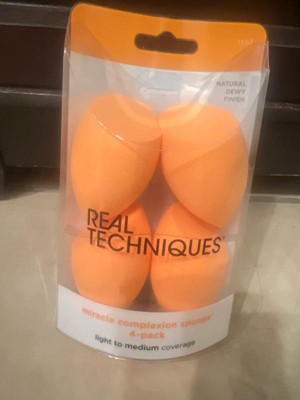 NATURAL
DEWY
FINISH
REAL
TECHNIQUES
miracle complexion sponge
4-pack
light to medium coverage